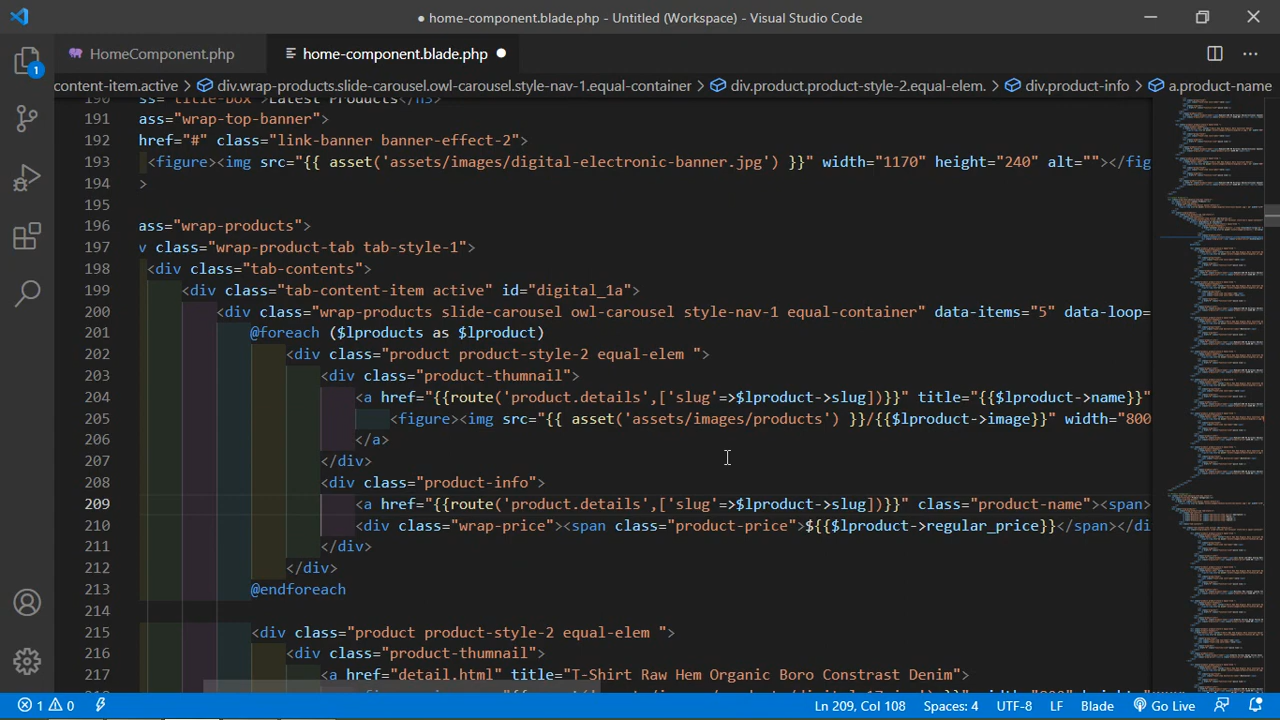 ● home-component.blade.php - Untitled (Workspace) - Visual Studio Code
HomeComponent.php
home-component.blade.php
content-item.active > div.wrap-products.slide-carousel.owl-carousel.style-nav-1.equal-container > div.product.product-style-2.equal-elem. > div.product-info > a.product-name
1
190 ss="title-box">Latest Products</h3>
191 ass="wrap-top-banner">
192 href="#" class="link-banner banner-effect-2">
193 <figure><img src="{{ asset('assets/images/digital-electronic-banner.jpg') }}" width="1170" height="240" alt=""></fig
194 >
195
196 ass="wrap-products">
197 v class="wrap-product-tab tab-style-1">
198 <div class="tab-contents">
199 <div class="tab-content-item active" id="digital_1a">
200 <div class="wrap-products slide-carousel owl-carousel style-nav-1 equal-container" data-items="5" data-loop=
201 @foreach ($lproducts as $lproduct)
202 <div class="product product-style-2 equal-elem ">
203 <div class="product-thumnail">
204 <a href="{{route('product.details',['slug'=>$lproduct->slug])}}" title="{{$lproduct->name}}"
205 <figure><img src="{{ asset('assets/images/products') }}/{{$lproduct->image}}" width="800
206 </a>
207 </div>
208 <div class="product-info">
209 <a href="{{route('product.details',['slug'=>$lproduct->slug])}}" class="product-name"><span>
210 <div class="wrap-price"><span class="product-price">${{$lproduct->regular_price}}</span></di
211 </div>
212 </div>
213 @endforeach
214
215 <div class="product product-style-2 equal-elem ">
216 <div class="product-thumnail">
217 <a href="detail.html" title="T-Shirt Raw Hem Organic Boro Constrast Denim">
1 0 Ln 209, Col 108 Spaces: 4 UTF-8 LF Blade Go Live